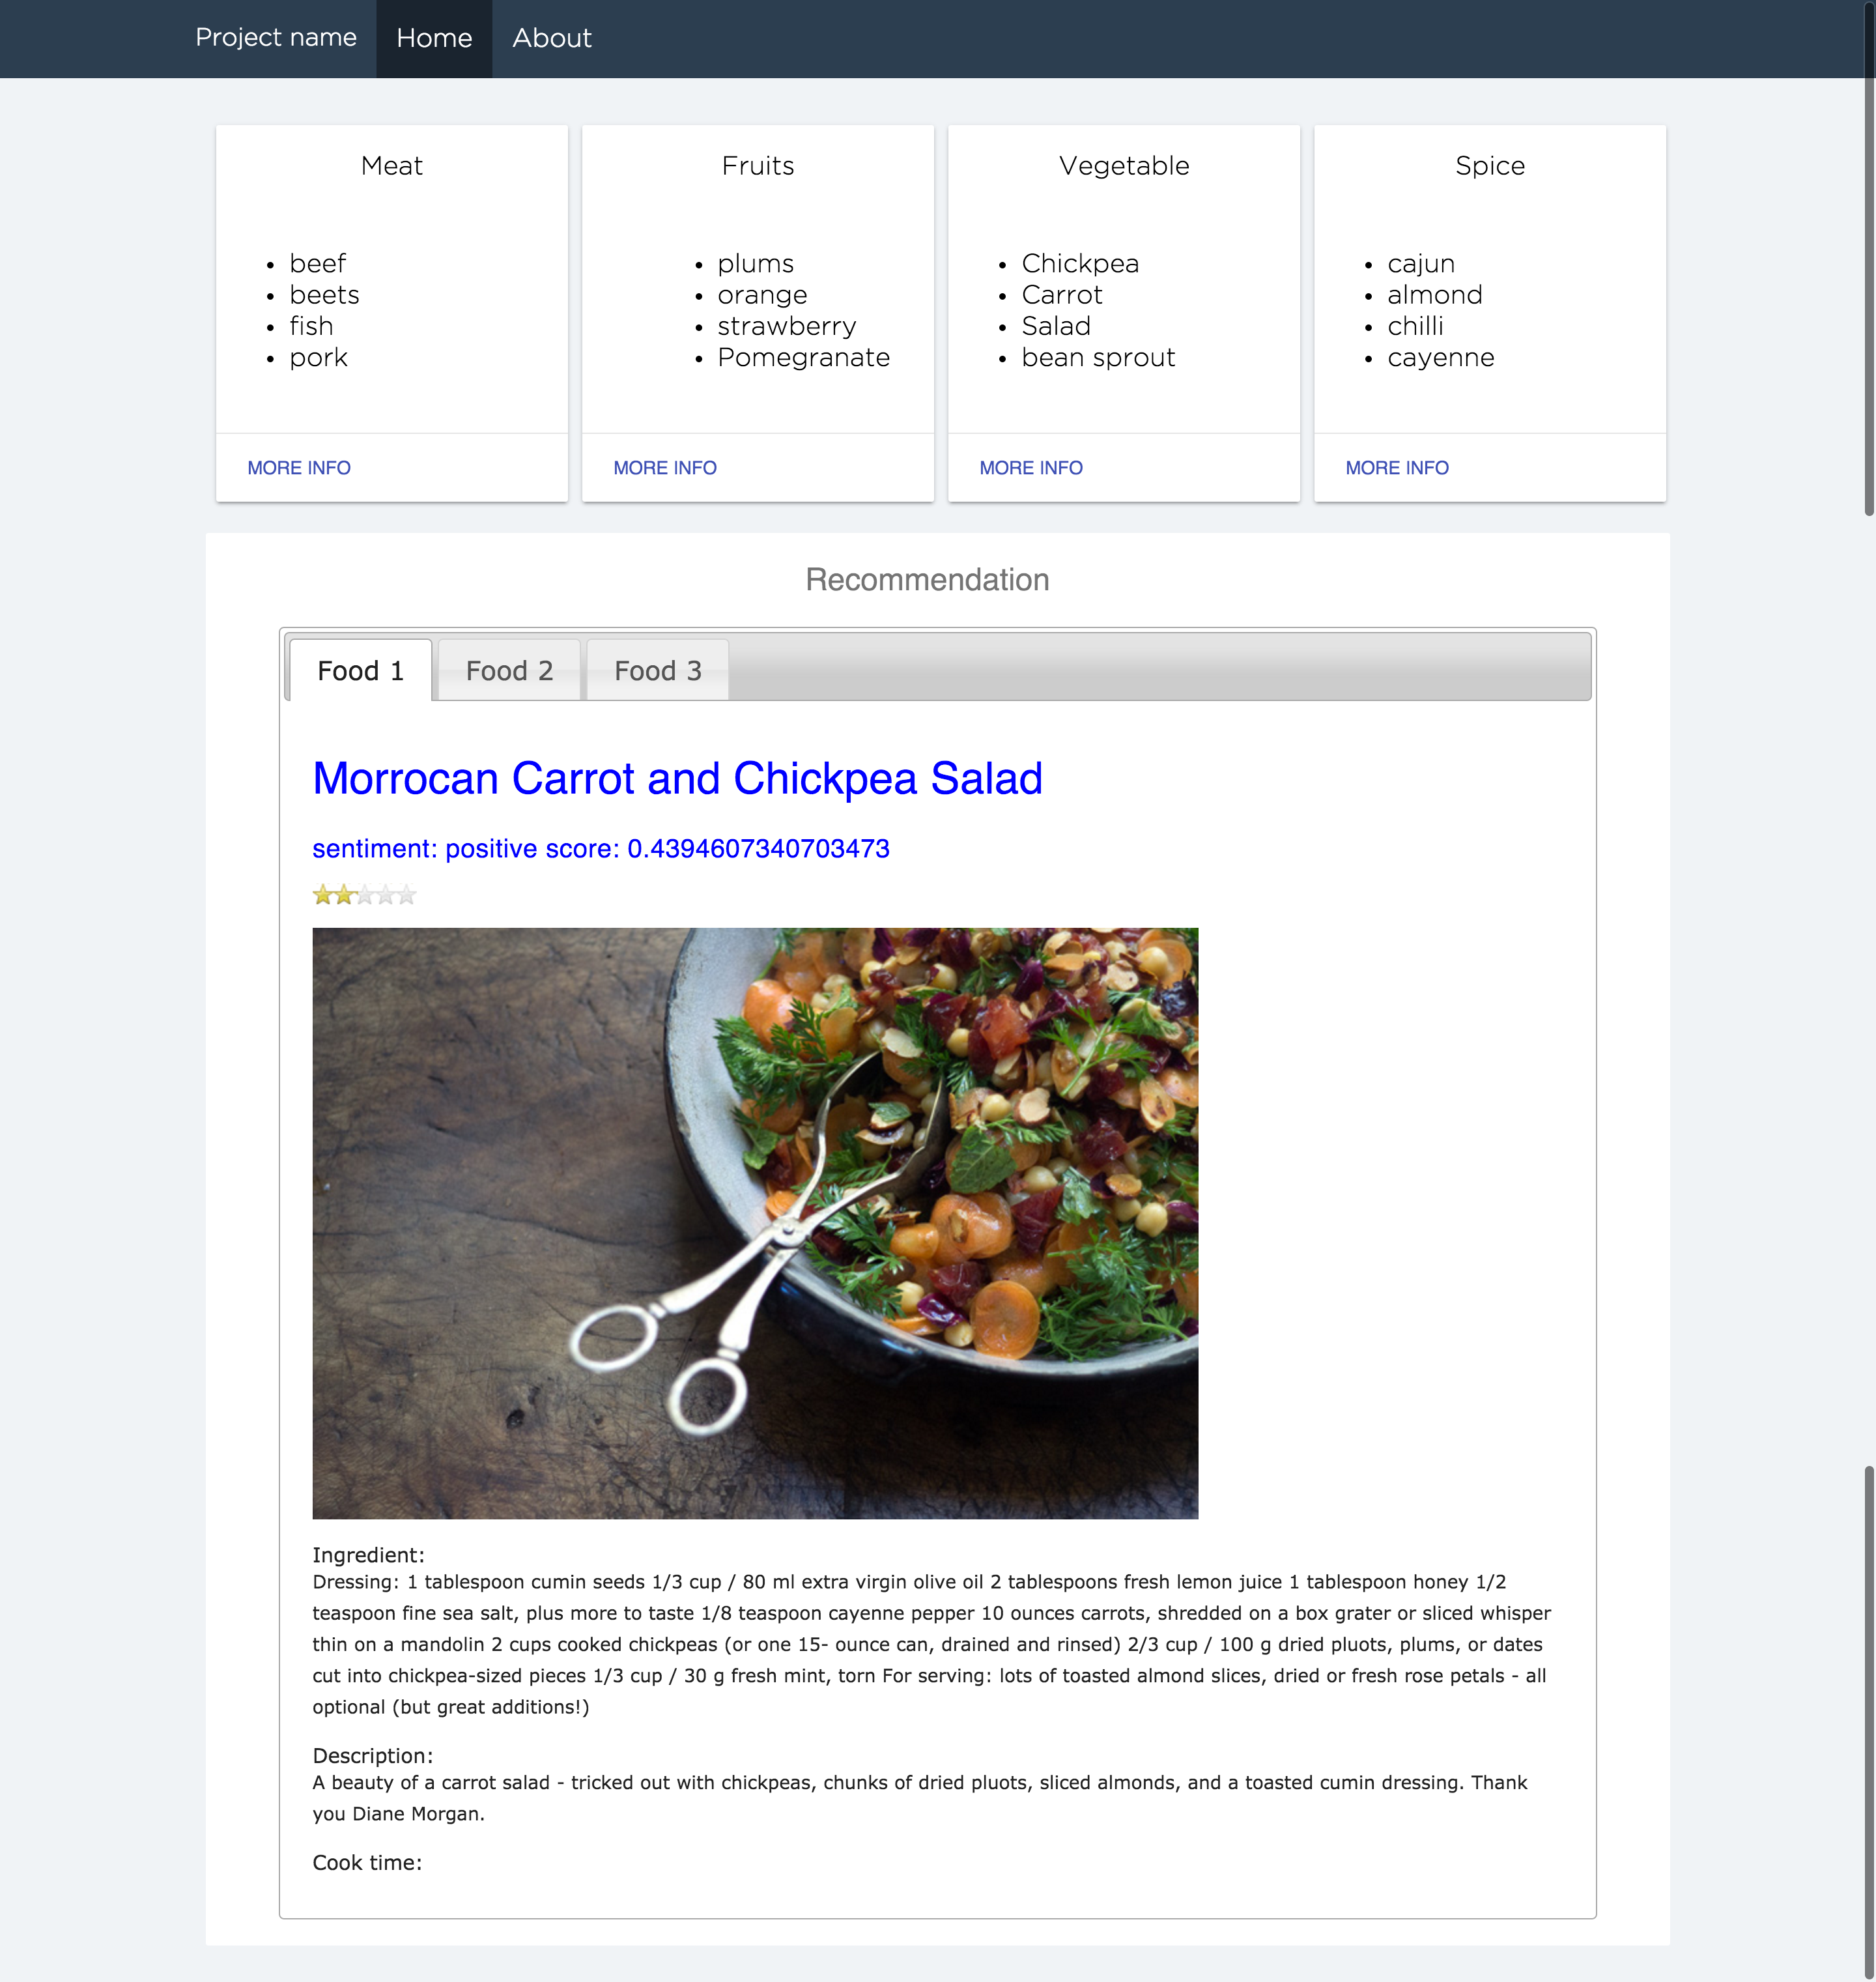 Project name Home About
Meat
beef
beets
fish
pork
MORE INFO
Fruits
plums
orange
strawberry
Pomegranate
MORE INFO
Vegetable
Chickpea
Carrot
Salad
bean sprout
MORE INFO
Spice
cajun
almond
chilli
cayenne
MORE INFO
Recommendation
Food 1 Food 2 Food 3
Morrocan Carrot and Chickpea Salad
sentiment: positive score: 0.4394607340703473
Ingredient:
Dressing: 1 tablespoon cumin seeds 1/3 cup / 80 ml extra virgin olive oil 2 tablespoons fresh lemon juice 1 tablespoon honey 1/2
teaspoon fine sea salt, plus more to taste 1/8 teaspoon cayenne pepper 10 ounces carrots, shredded on a box grater or sliced whisper
thin on a mandolin 2 cups cooked chickpeas (or one 15- ounce can, drained and rinsed) 2/3 cup / 100 g dried pluots, plums, or dates
cut into chickpea-sized pieces 1/3 cup / 30 g fresh mint, torn For serving: lots of toasted almond slices, dried or fresh rose petals - all
optional (but great additions!)
Description:
A beauty of a carrot salad - tricked out with chickpeas, chunks of dried pluots, sliced almonds, and a toasted cumin dressing. Thank
you Diane Morgan.
Cook time: